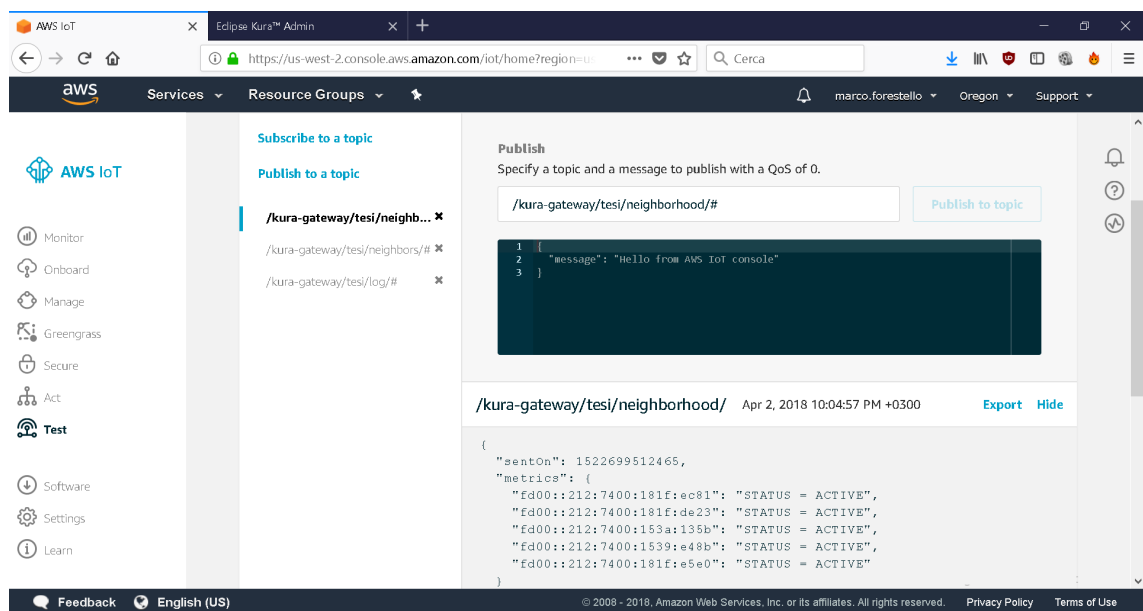 AWS IoT
Eclipse Kura™ Admin
https://us-west-2.console.aws.amazon.com/iot/home?region=us
Cerca
aws
Services
Resource Groups
marco.forestello
Oregon
Support
AWS IoT
Monitor
Onboard
Manage
Greengrass
Secure
Act
Test
Software
Settings
Learn
Subscribe to a topic
Publish to a topic
/kura-gateway/tesi/neighb...
/kura-gateway/tesi/neighbors/#
/kura-gateway/tesi/log/#
Publish
Specify a topic and a message to publish with a QoS of 0.
/kura-gateway/tesi/neighborhood/#
Publish to topic
1 {
2 "message": "Hello from AWS IoT console"
3 }
/kura-gateway/tesi/neighborhood/ Apr 2, 2018 10:04:57 PM +0300 Export Hide
{
"sentOn": 1522699512465,
"metrics": {
"fd00::212:7400:181f:ec81": "STATUS = ACTIVE",
"fd00::212:7400:181f:de23": "STATUS = ACTIVE",
"fd00::212:7400:153a:135b": "STATUS = ACTIVE",
"fd00::212:7400:1539:e48b": "STATUS = ACTIVE",
"fd00::212:7400:181f:e5e0": "STATUS = ACTIVE"
}
Feedback
English (US)
© 2008 - 2018, Amazon Web Services, Inc. or its affiliates. All rights reserved.
Privacy Policy
Terms of Use